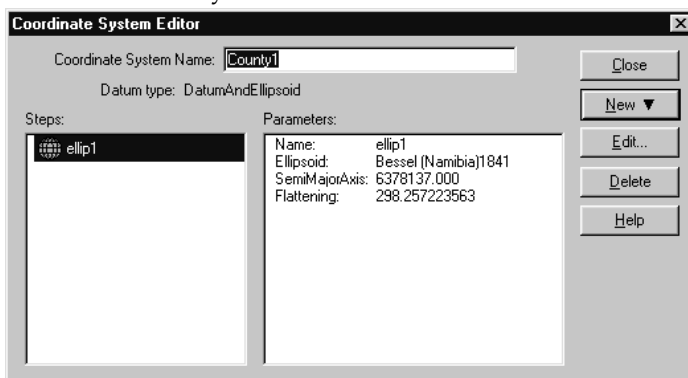 Coordinate System Editor
Coordinate System Name: County1
Datum type: DatumAndEllipsoid
Steps:
ellip1
Parameters:
Name: ellip1
Ellipsoid: Bessel (Namibia)1841
SemiMajorAxis: 6378137.000
Flattening: 298.257223563
Close
New ▼
Edit...
Delete
Help